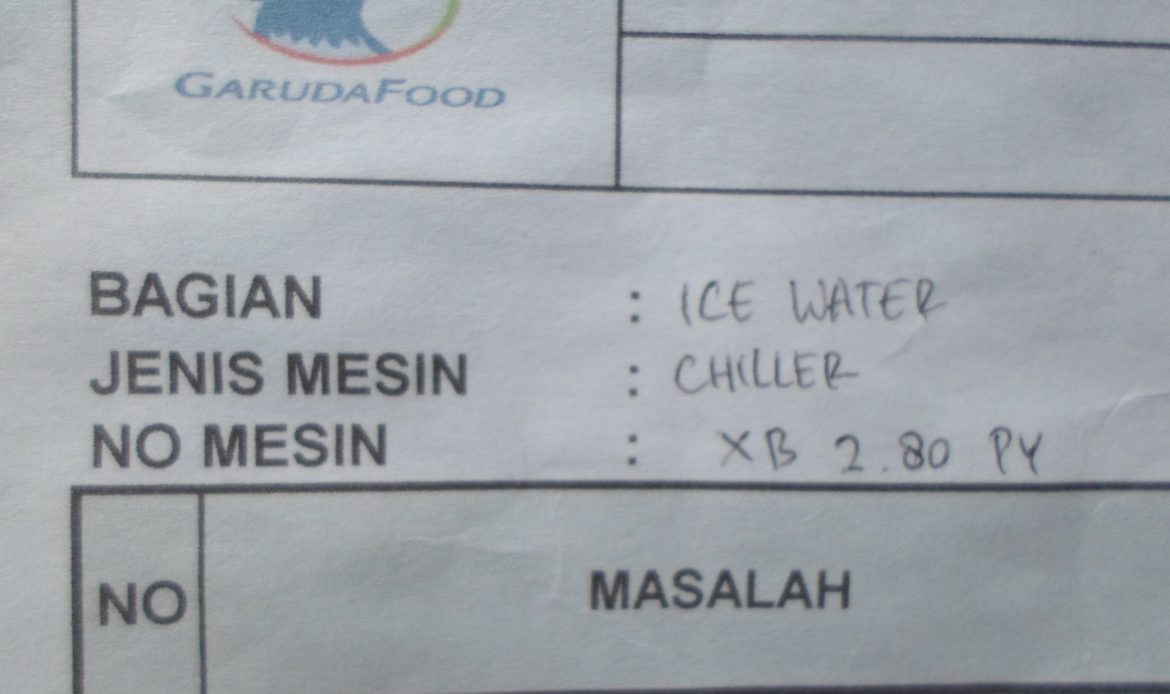 GARUDAFOOD
BAGIAN : ICE WATER
JENIS MESIN : CHILLER
NO MESIN : XB 2.80 PY
NO MASALAH